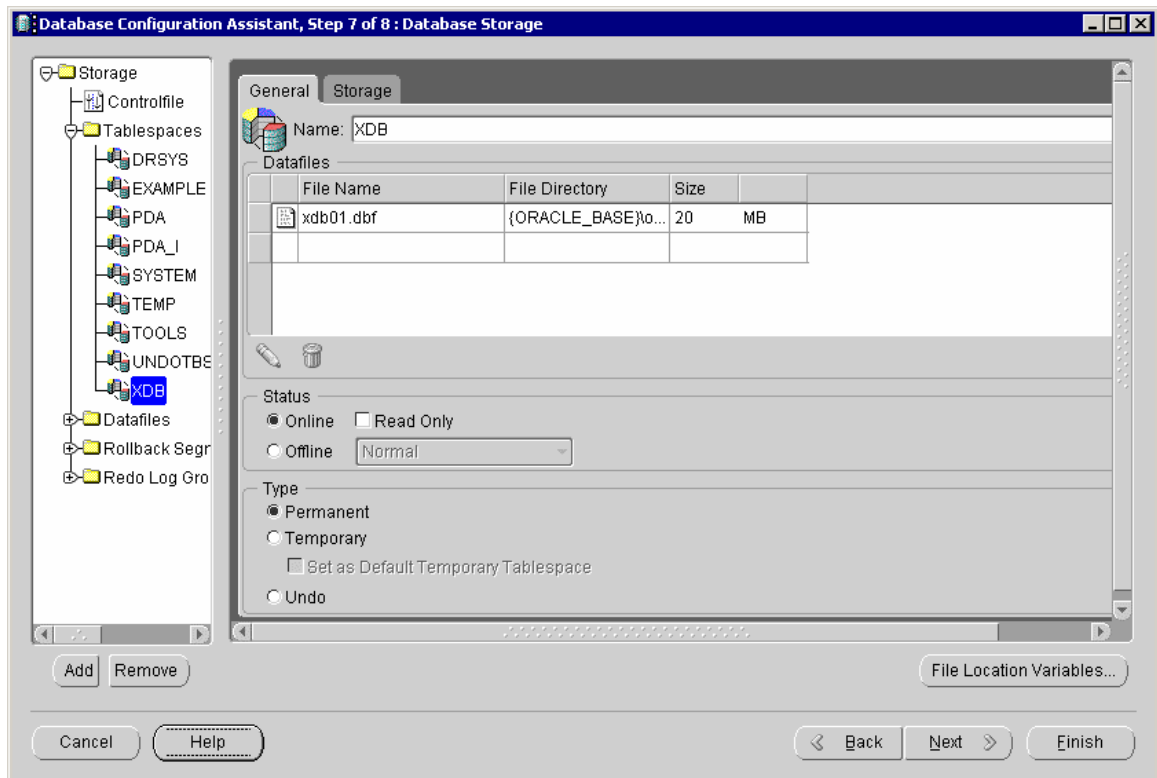 Database Configuration Assistant, Step 7 of 8 : Database Storage
Storage
Controlfile
Tablespaces
DRSYS
EXAMPLE
PDA
PDA_I
SYSTEM
TEMP
TOOLS
UNDOTBS
XDB
Datafiles
Rollback Segr
Redo Log Gro
Add Remove
General Storage
Name: XDB
Datafiles
File Name File Directory Size
xdb01.dbf {ORACLE_BASE}\o... 20 MB
Status
Online Read Only
Offline Normal
Type
Permanent
Temporary
Set as Default Temporary Tablespace
Undo
File Location Variables...
Cancel Help Back Next Finish